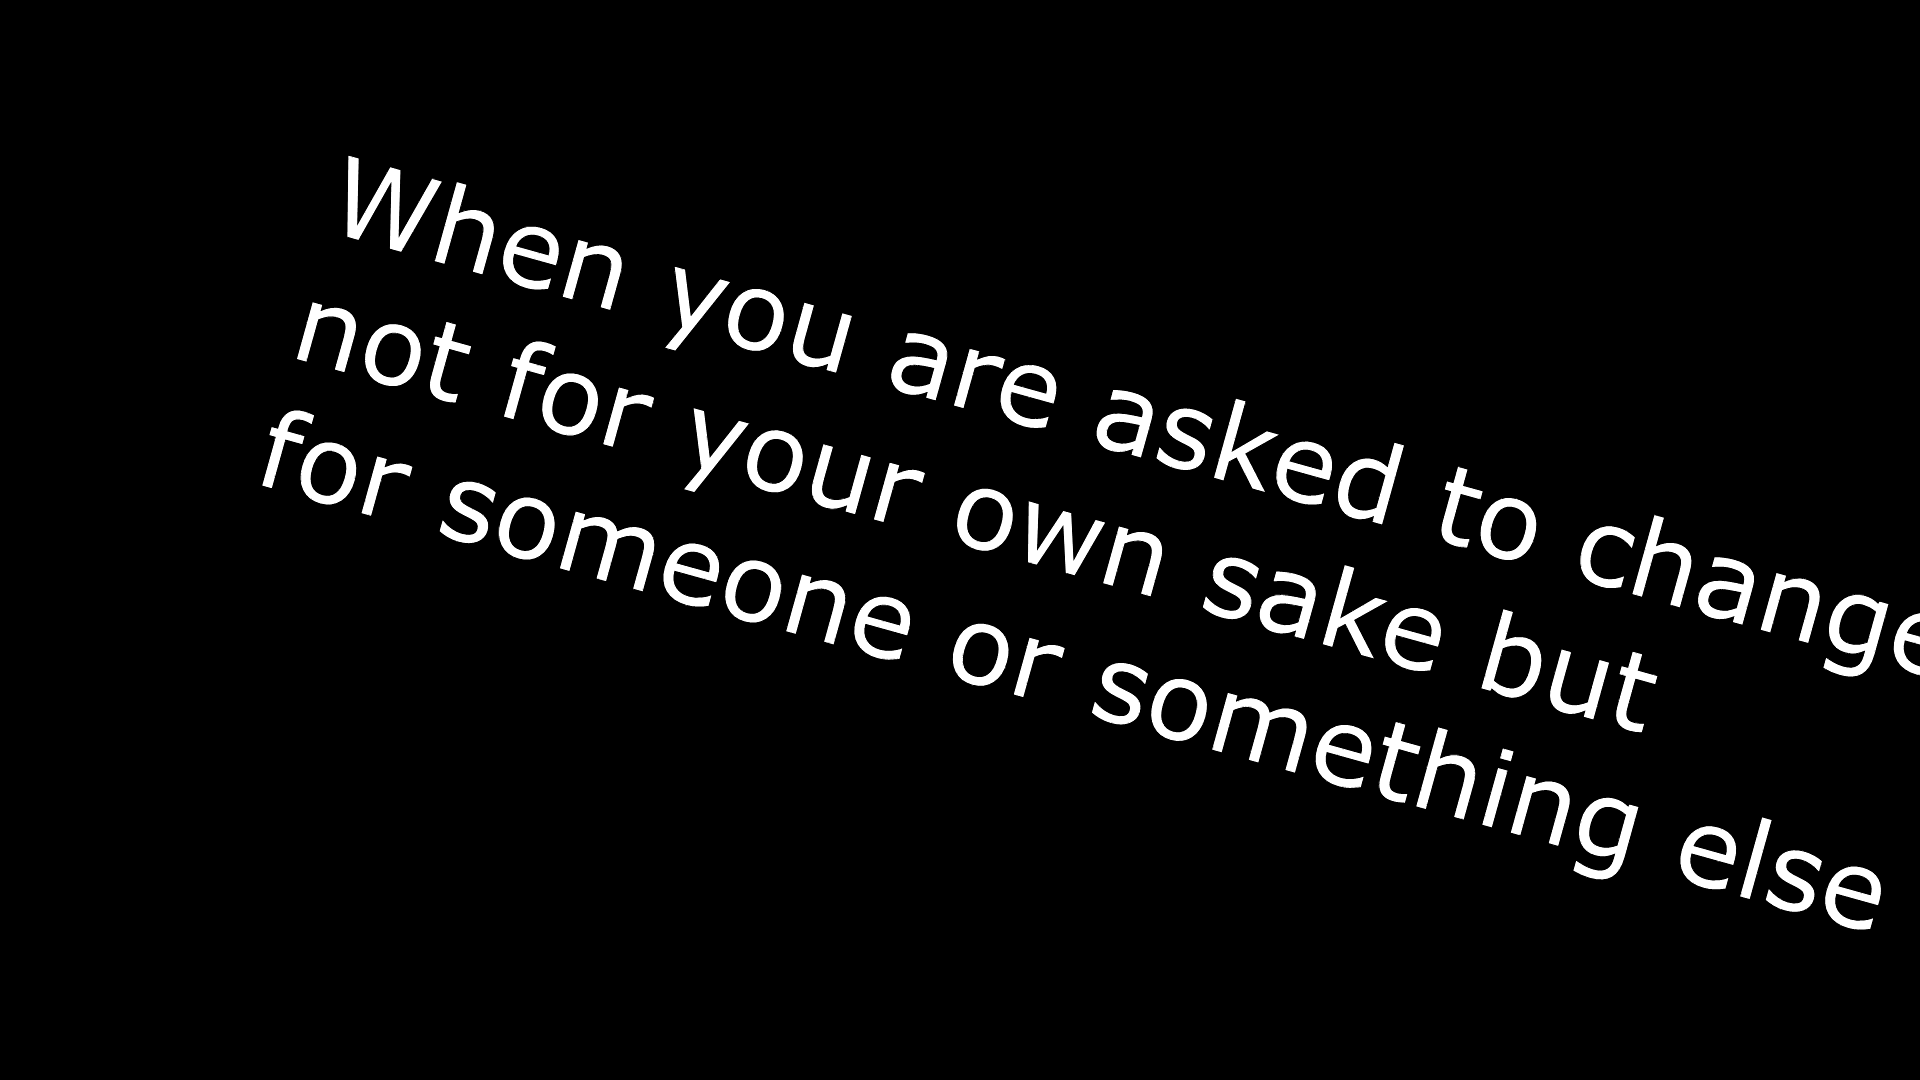 When you are asked to change
not for your own sake but
for someone or something else